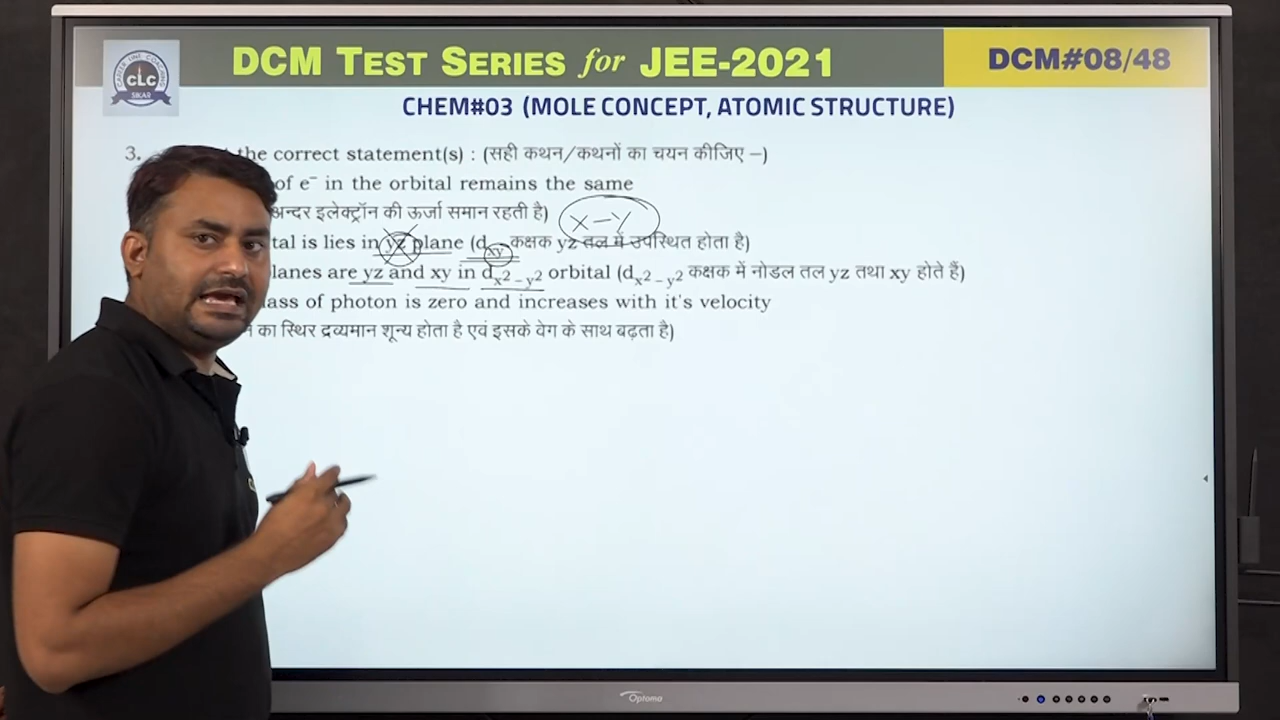 DCM TEST SERIES for JEE-2021
DCM#08/48
CLC
SIKAR
CHEM#03 (MOLE CONCEPT, ATOMIC STRUCTURE)
3. the correct statement(s) : (सही कथन/कथनों का चयन कीजिए –)
of e⁻ in the orbital remains the same
अन्दर इलेक्ट्रॉन की ऊर्जा समान रहती है)
x – y
tal is lies in yz plane (d xy कक्षक yz तल में उपस्थित होता है)
lanes are yz and xy in dx² – y² orbital (dx² – y² कक्षक में नोडल तल yz तथा xy होते हैं)
ass of photon is zero and increases with it's velocity
न का स्थिर द्रव्यमान शून्य होता है एवं इसके वेग के साथ बढ़ता है)
Optoma